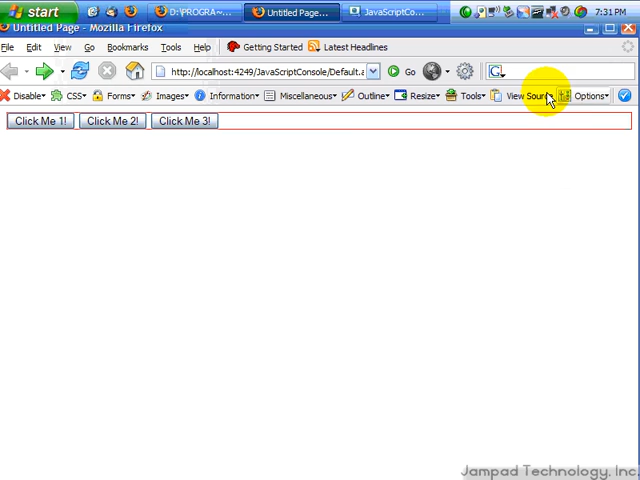 start D:\PROGRA~... Untitled Page... JavaScriptCo... 7:31 PM
Untitled Page - Mozilla Firefox
File Edit View Go Bookmarks Tools Help Getting Started Latest Headlines
http://localhost:4249/JavaScriptConsole/Default.a Go G
Disable CSS Forms Images Information Miscellaneous Outline Resize Tools View Source Options
Click Me 1! Click Me 2! Click Me 3!
Jampad Technology, Inc.